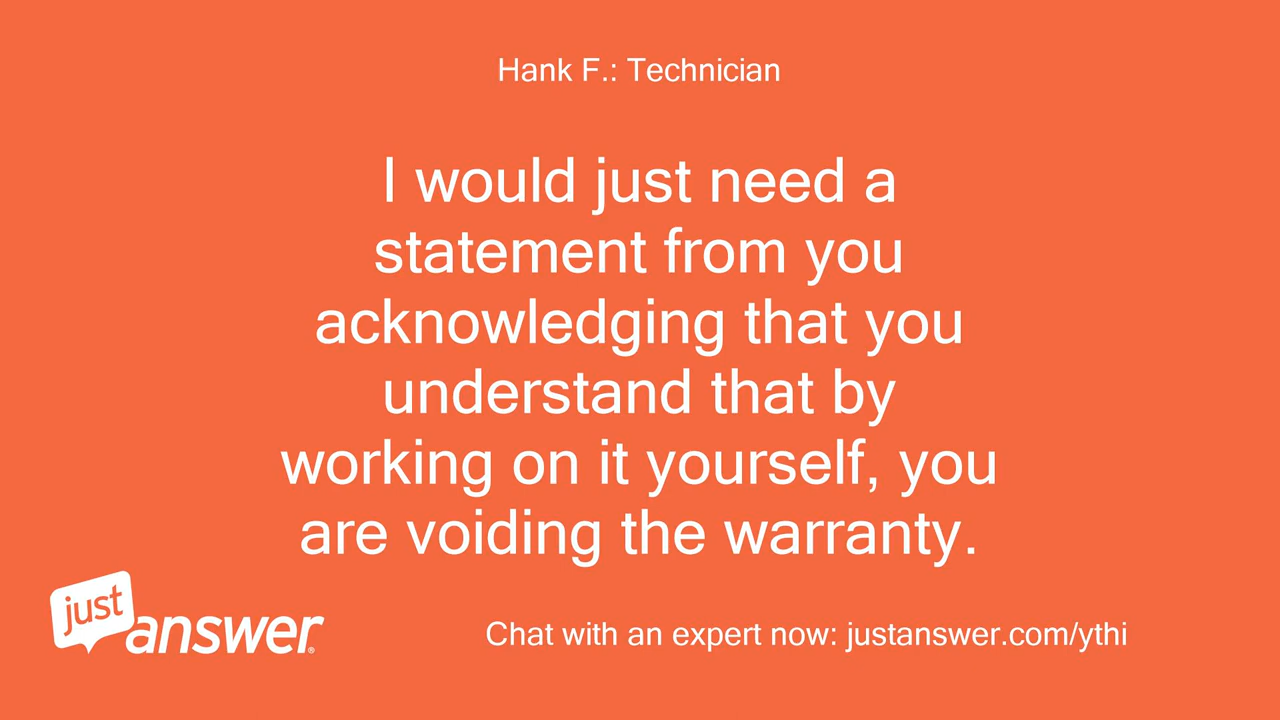 Hank F.: Technician
I would just need a
statement from you
acknowledging that you
understand that by
working on it yourself, you
are voiding the warranty.
just
answer®
Chat with an expert now: justanswer.com/ythi